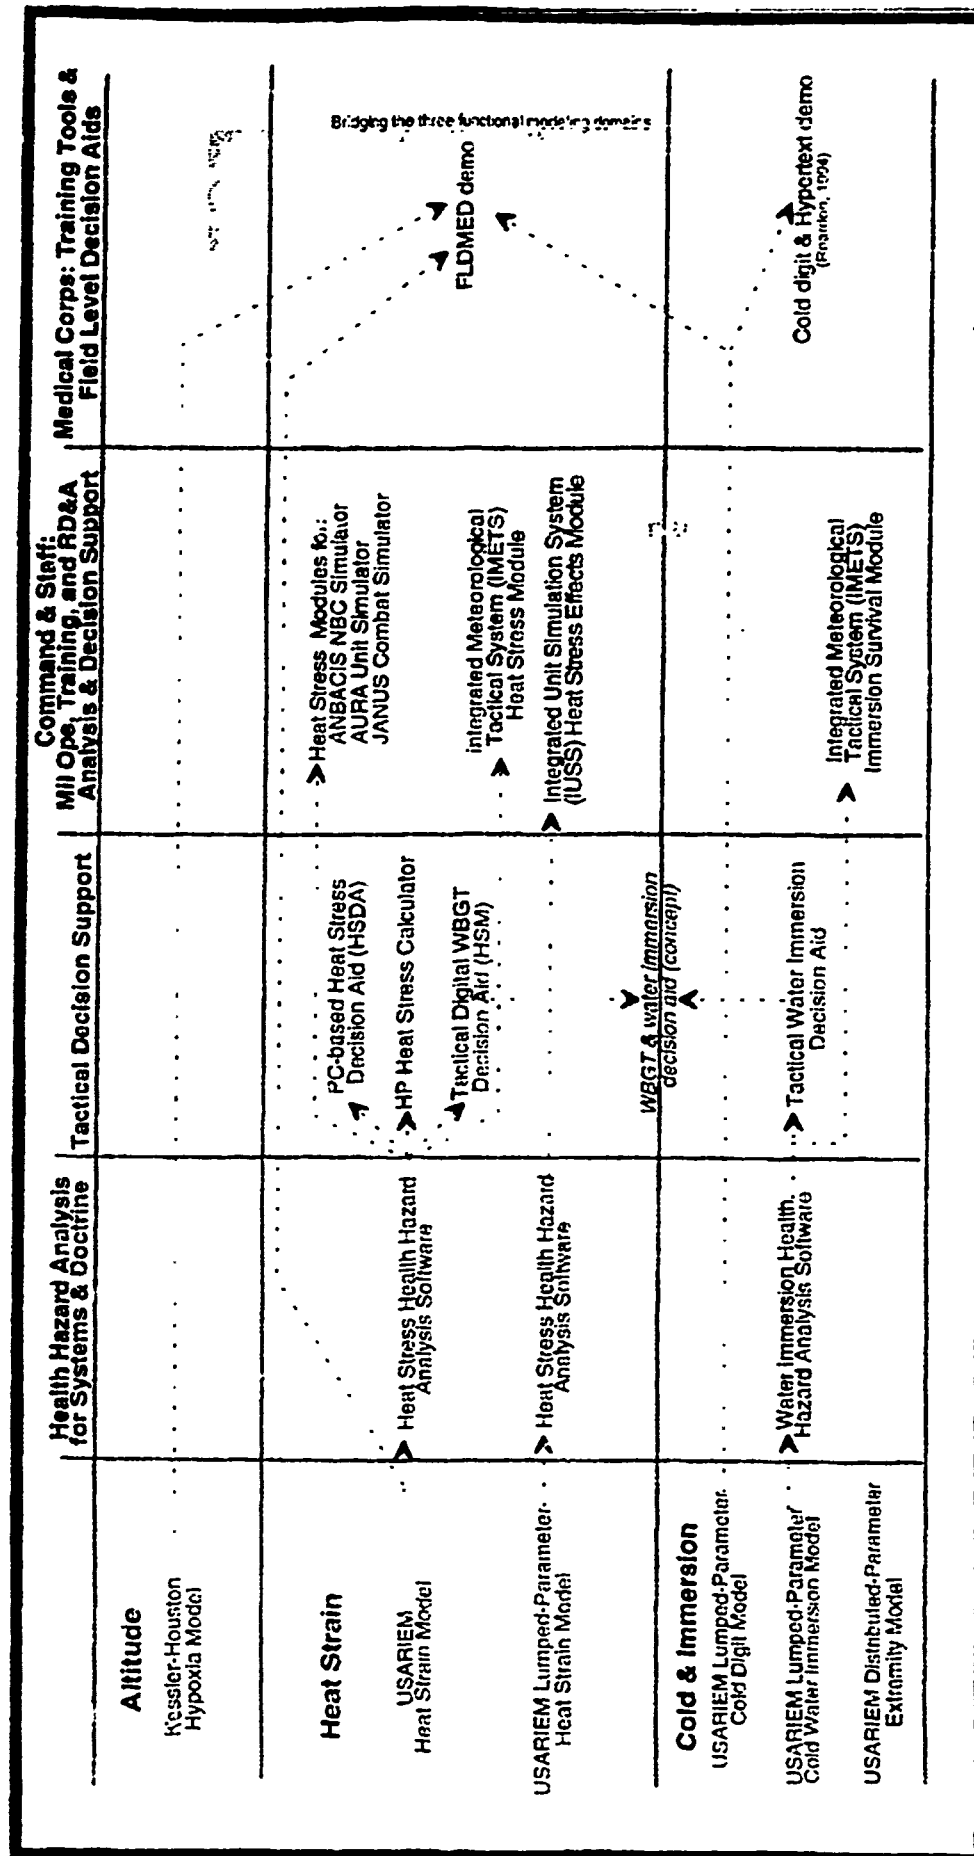 Health Hazard Analysis
for Systems & Doctrine
Tactical Decision Support
Command & Staff:
Mil Ops, Training, and RD&A
Analysis & Decision Support
Medical Corps: Training Tools &
Field Level Decision Aids
Altitude
Kessler-Houston
Hypoxia Model
Heat Strain
USARIEM
Heat Strain Model
Heat Stress Health Hazard
Analysis Software
PC-based Heat Stress
Decision Aid (HSDA)
HP Heat Stress Calculator
Tactical Digital WBGT
Decision Aid (HSM)
Heat Stress Modules for:
ANBACIS NBC Simulator
AURA Unit Simulator
JANUS Combat Simulator
Integrated Meteorological
Tactical System (IMETS)
Heat Stress Module
Bridging the three functional modeling domains
FLDMED demo
USARIEM Lumped-Parameter
Heat Strain Model
Heat Stress Health Hazard
Analysis Software
Integrated Unit Simulation System
(IUSS) Heat Stress Effects Module
WBGT & water immersion
decision aid (concept)
Cold & Immersion
USARIEM Lumped-Parameter
Cold Digit Model
Cold digit & Hypertext demo
1994)
USARIEM Lumped-Parameter
Cold Water Immersion Model
Water Immersion Health
Hazard Analysis Software
Tactical Water Immersion
Decision Aid
Integrated Meteorological
Tactical System (IMETS)
Immersion Survival Module
USARIEM Distributed-Parameter
Extremity Model